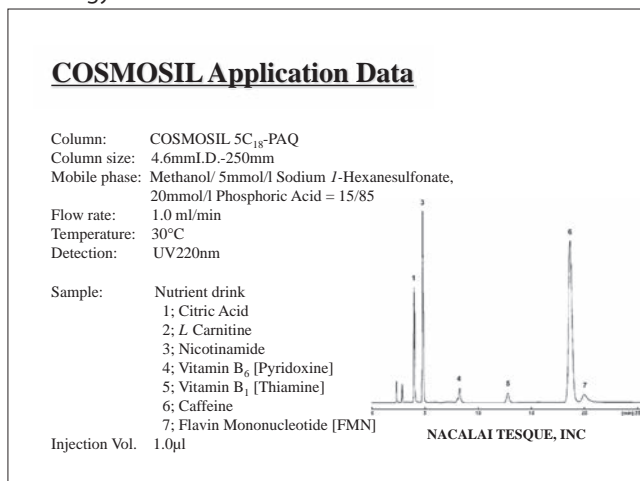 COSMOSIL Application Data
Column: COSMOSIL 5C₁₈-PAQ
Column size: 4.6mmI.D.-250mm
Mobile phase: Methanol/ 5mmol/l Sodium 1-Hexanesulfonate,
20mmol/l Phosphoric Acid = 15/85
Flow rate: 1.0 ml/min
Temperature: 30°C
Detection: UV220nm
Sample: Nutrient drink
1; Citric Acid
2; L Carnitine
3; Nicotinamide
4; Vitamin B₆ [Pyridoxine]
5; Vitamin B₁ [Thiamine]
6; Caffeine
7; Flavin Mononucleotide [FMN]
Injection Vol. 1.0µl
3
6
1
4
5
7
NACALAI TESQUE, INC